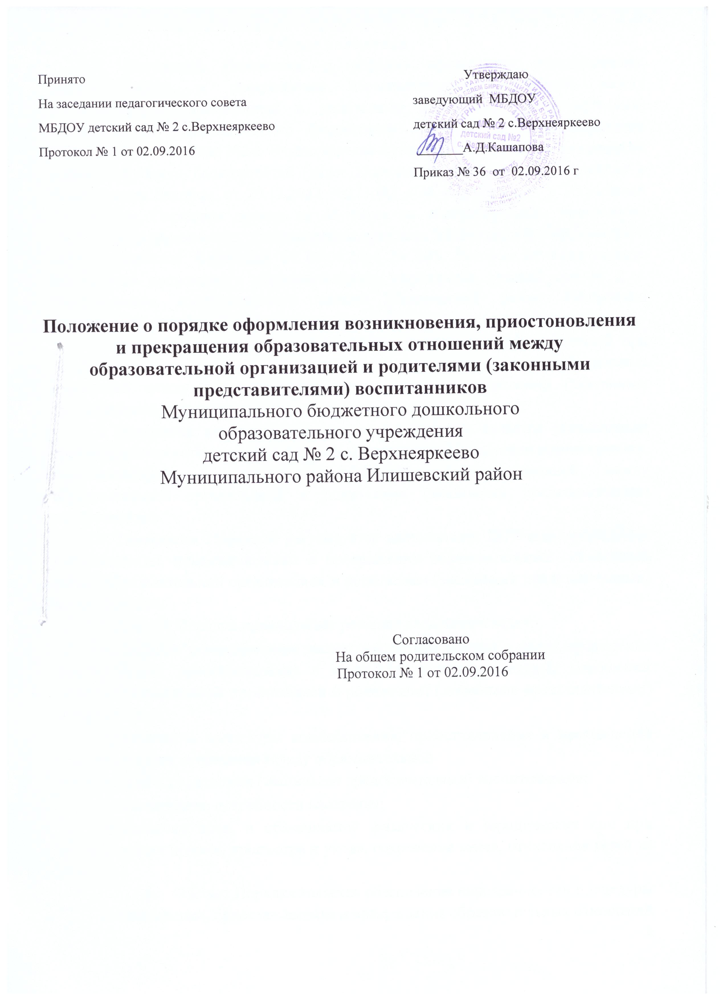 Принято
На заседании педагогического совета
МБДОУ детский сад № 2 с.Верхнеяркеево
Протокол № 1 от 02.09.2016
Утверждаю
заведующий МБДОУ
детский сад № 2 с.Верхнеяркеево
_______А.Д.Кашапова
Приказ № 36 от 02.09.2016 г
МБДОУ
детский сад №2
Положение о порядке оформления возникновения, приостоновления
и прекращения образовательных отношений между
образовательной организацией и родителями (законными
представителями) воспитанников
Муниципального бюджетного дошкольного
образовательного учреждения
детский сад № 2 с. Верхнеяркеево
Муниципального района Илишевский район
Согласовано
На общем родительском собрании
Протокол № 1 от 02.09.2016